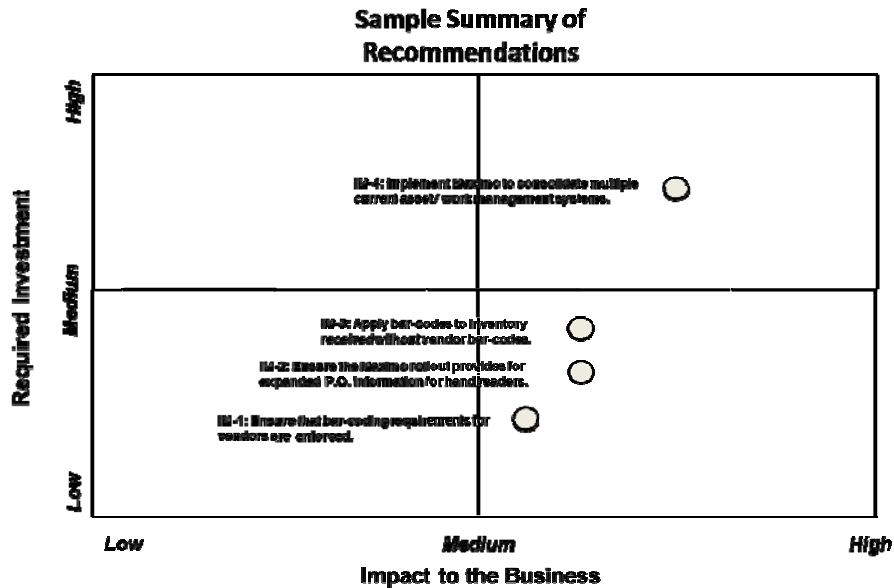 Sample Summary of
Recommendations
High
IM-4: Implement Maximo to consolidate multiple
current asset/ work management systems.
Required Investment
Medium
IM-3: Apply bar-codes to inventory
received without vendor bar-codes.
IM-2: Ensure the Maximo rollout provides for
expanded P.O. information for hand readers.
IM-1: Ensure that bar-coding requirements for
vendors are enforced.
Low
Low
Medium
High
Impact to the Business